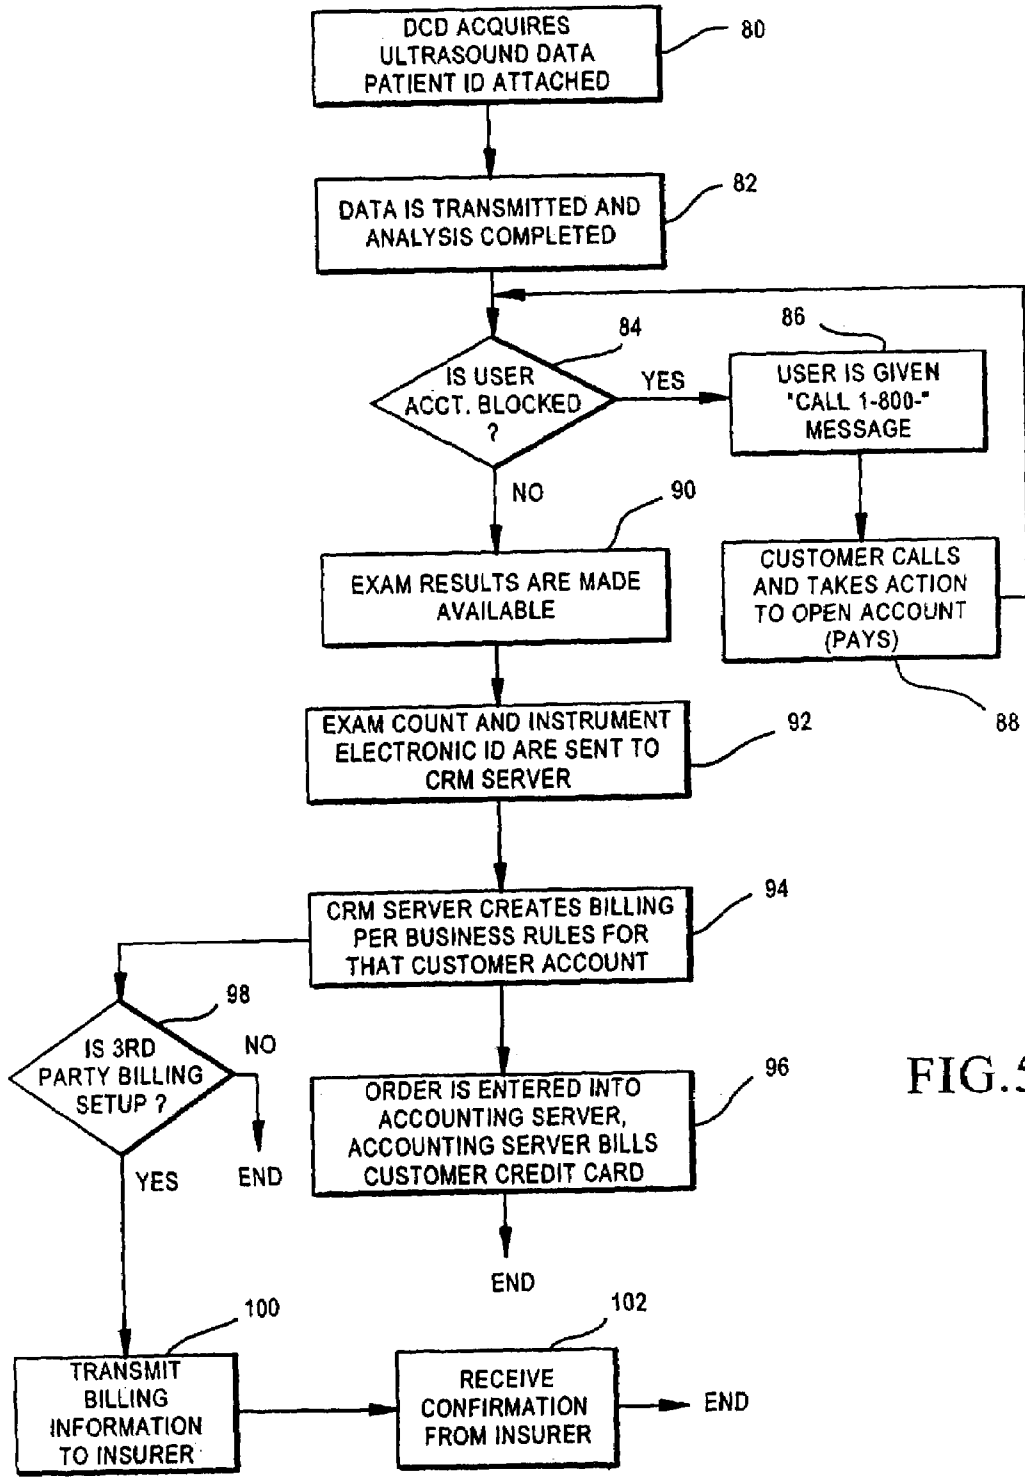 DCD ACQUIRES
ULTRASOUND DATA
PATIENT ID ATTACHED
80
DATA IS TRANSMITTED AND
ANALYSIS COMPLETED
82
IS USER
ACCT. BLOCKED
?
84
YES
NO
USER IS GIVEN
"CALL 1-800-"
MESSAGE
86
CUSTOMER CALLS
AND TAKES ACTION
TO OPEN ACCOUNT
(PAYS)
88
EXAM RESULTS ARE MADE
AVAILABLE
90
EXAM COUNT AND INSTRUMENT
ELECTRONIC ID ARE SENT TO
CRM SERVER
92
CRM SERVER CREATES BILLING
PER BUSINESS RULES FOR
THAT CUSTOMER ACCOUNT
94
IS 3RD
PARTY BILLING
SETUP ?
98
NO
END
YES
ORDER IS ENTERED INTO
ACCOUNTING SERVER,
ACCOUNTING SERVER BILLS
CUSTOMER CREDIT CARD
96
END
FIG.5
TRANSMIT
BILLING
INFORMATION
TO INSURER
100
RECEIVE
CONFIRMATION
FROM INSURER
102
END